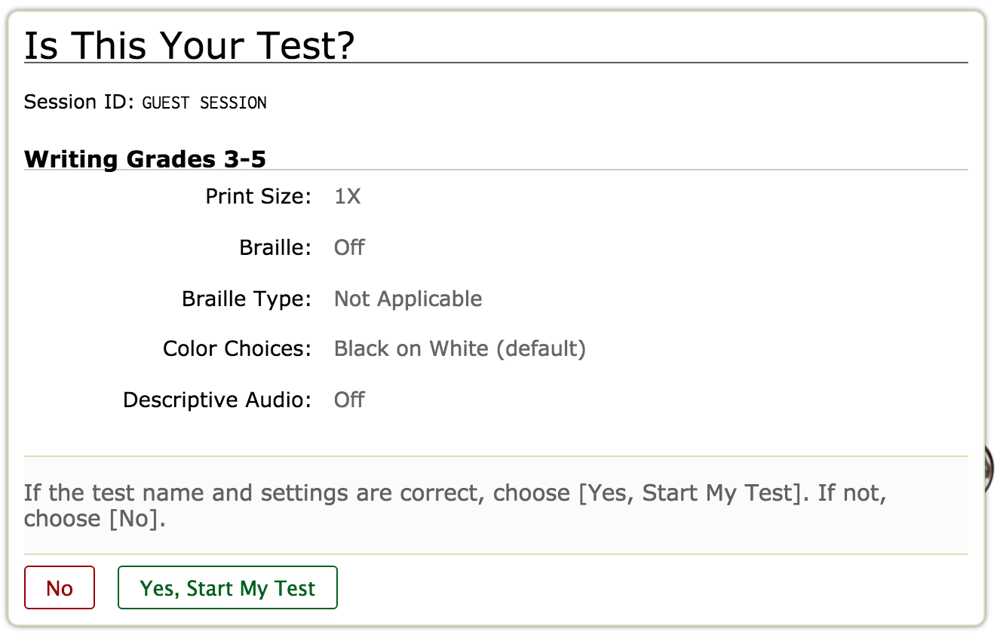 Is This Your Test?
Session ID: GUEST SESSION
Writing Grades 3-5
Print Size: 1X
Braille: Off
Braille Type: Not Applicable
Color Choices: Black on White (default)
Descriptive Audio: Off
If the test name and settings are correct, choose [Yes, Start My Test]. If not,
choose [No].
No Yes, Start My Test